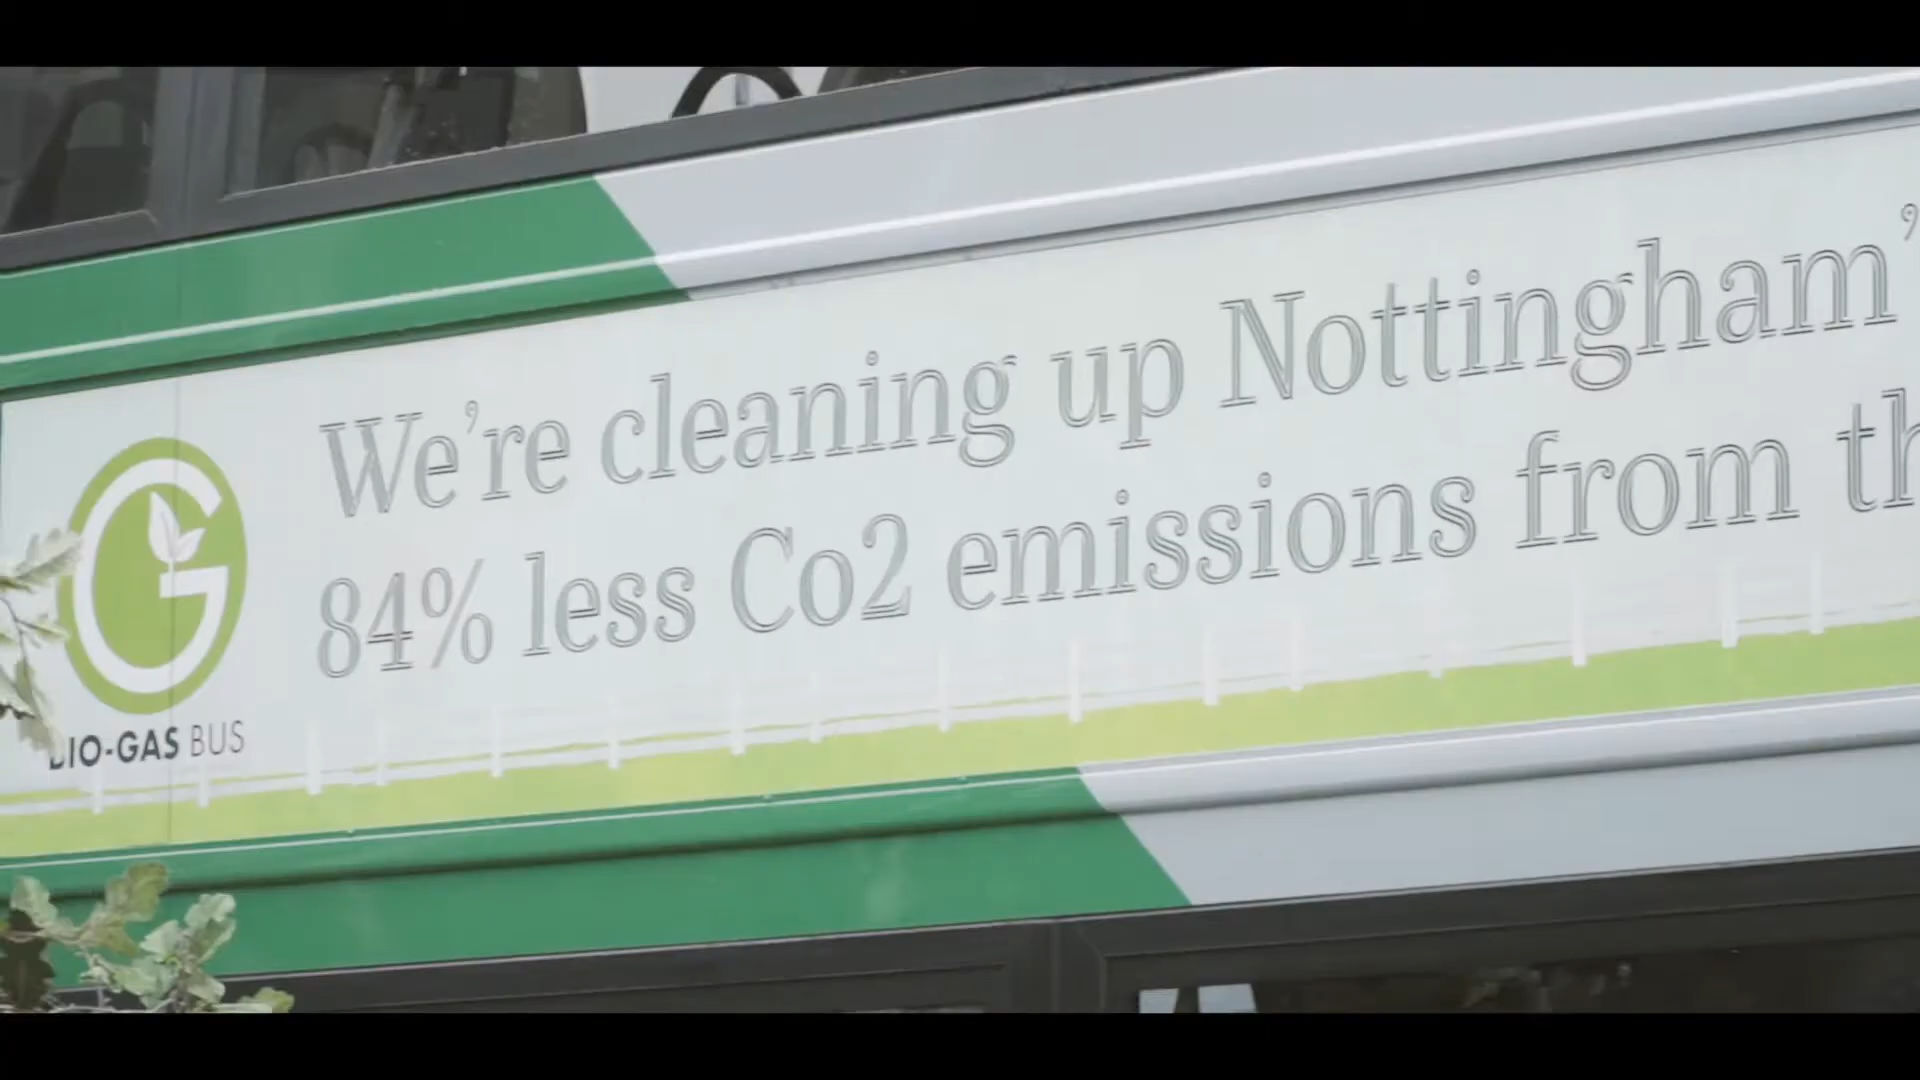 We're cleaning up Nottingham'
84% less Co2 emissions from th
G
BIO-GAS BUS